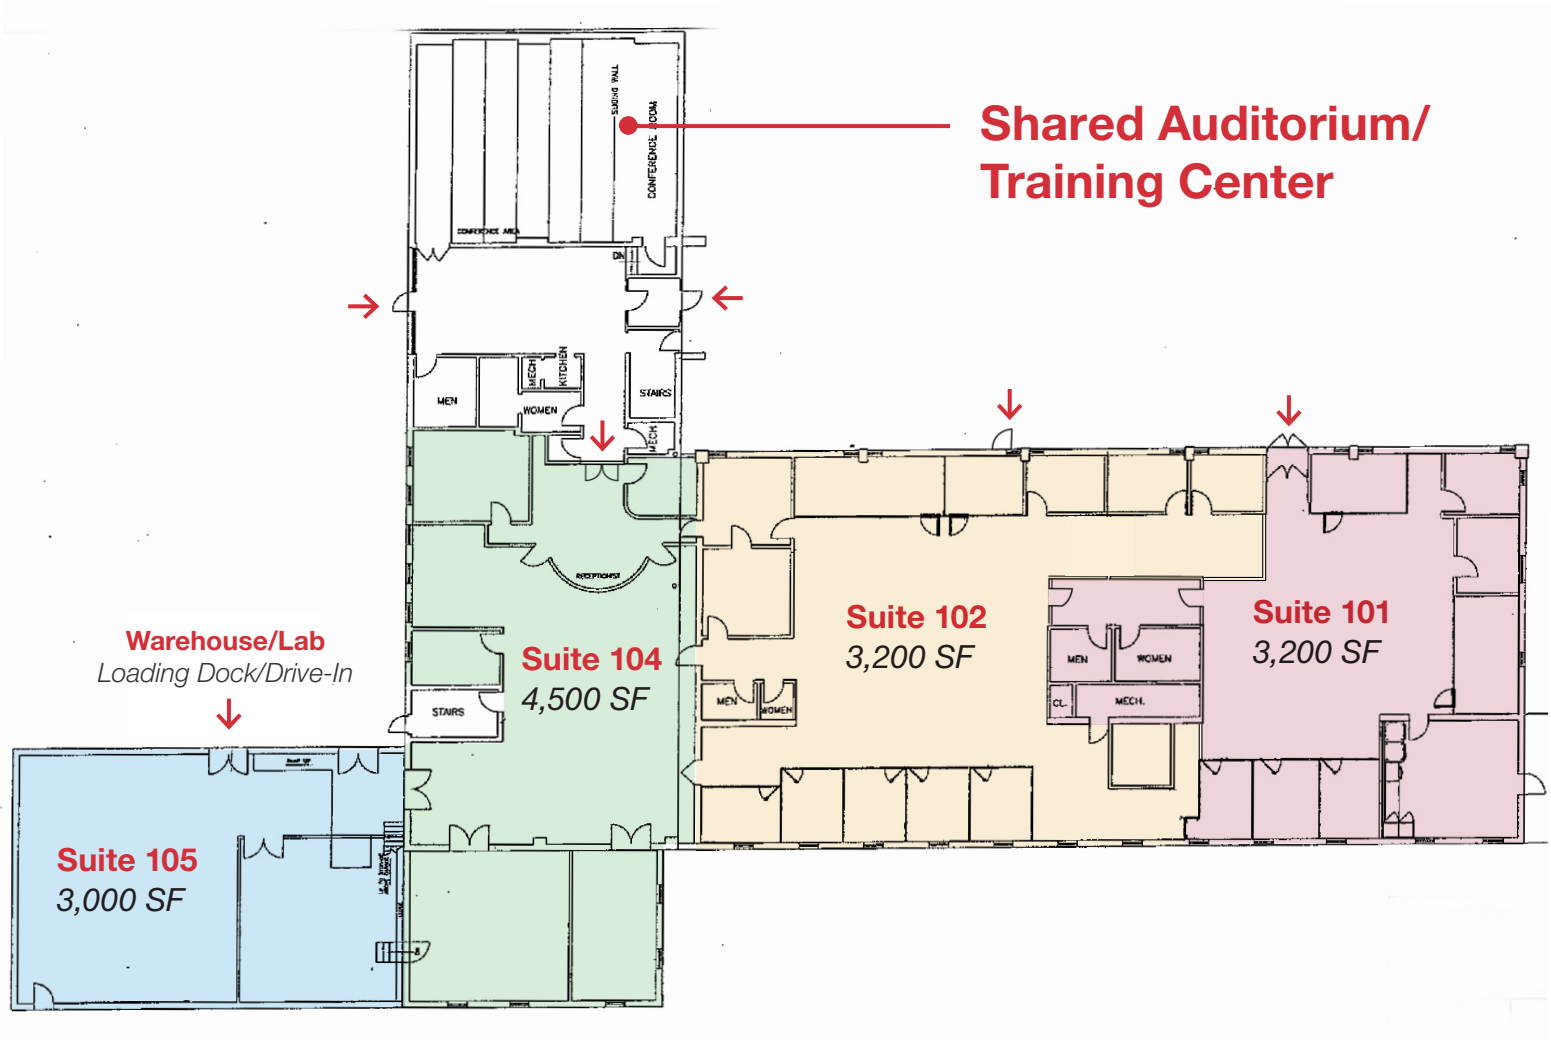 SLIDING WALL
CONFERENCE ROOM
Shared Auditorium/
Training Center
CONFERENCE AREA
DN
MECH
KITCHEN
MEN
WOMEN
STAIRS
MECH
RECEPTIONIST
Suite 102
3,200 SF
Suite 101
3,200 SF
Warehouse/Lab
Loading Dock/Drive-In
Suite 104
4,500 SF
STAIRS
MEN
WOMEN
MEN
WOMEN
CL.
MECH.
Suite 105
3,000 SF